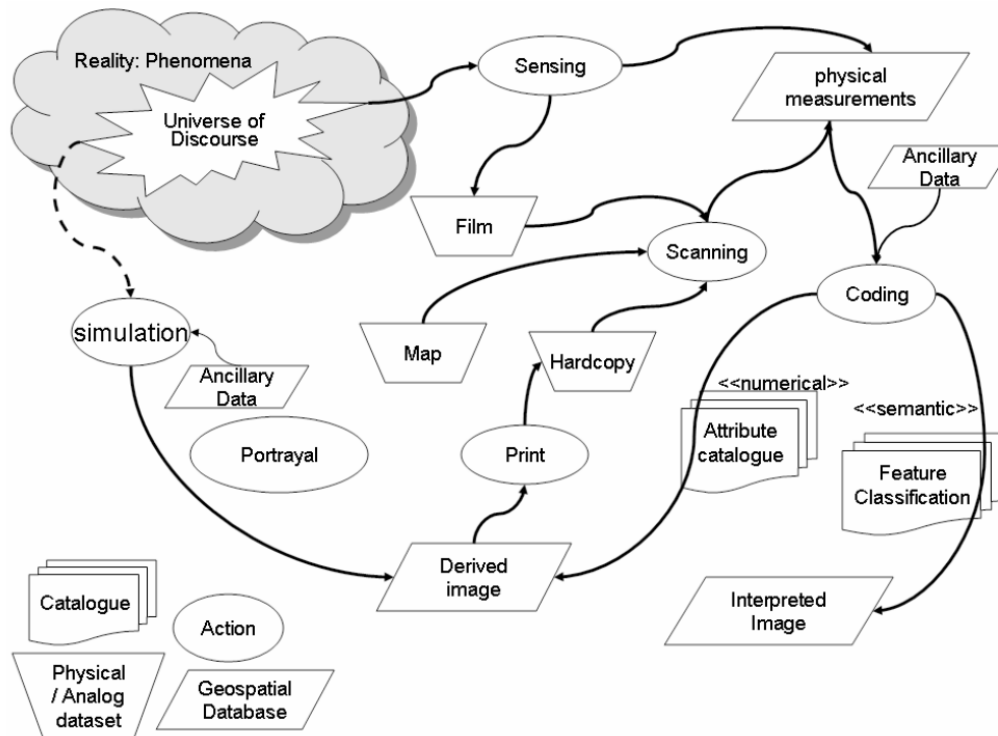 Reality: Phenomena
Universe of
Discourse
Sensing
physical
measurements
Ancillary
Data
Film
Scanning
Coding
simulation
Map
Hardcopy
Ancillary
Data
<<numerical>>
<<semantic>>
Attribute
catalogue
Portrayal
Print
Feature
Classification
Derived
image
Interpreted
Image
Catalogue
Action
Physical
/ Analog
dataset
Geospatial
Database